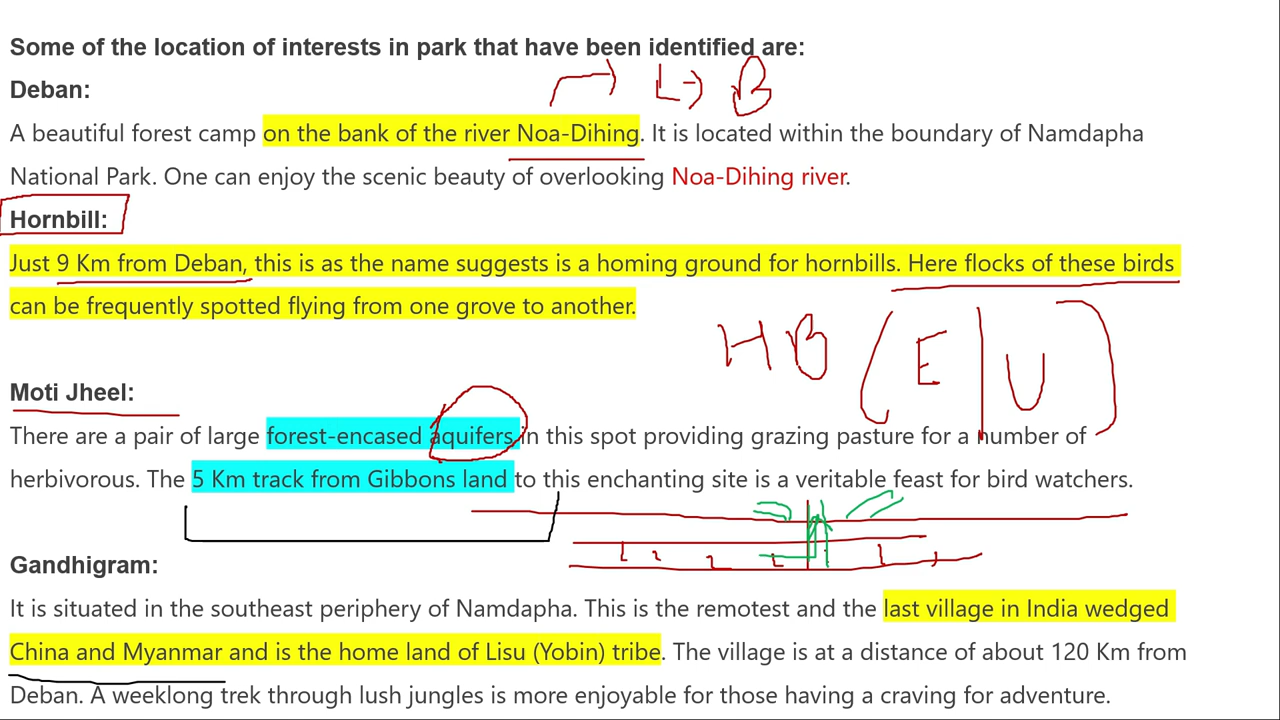 Some of the location of interests in park that have been identified are:
L → B
Deban:
A beautiful forest camp on the bank of the river Noa-Dihing. It is located within the boundary of Namdapha
National Park. One can enjoy the scenic beauty of overlooking Noa-Dihing river.
Hornbill:
Just 9 Km from Deban, this is as the name suggests is a homing ground for hornbills. Here flocks of these birds
can be frequently spotted flying from one grove to another.
HB (E | U)
Moti Jheel:
There are a pair of large forest-encased aquifers in this spot providing grazing pasture for a number of
herbivorous. The 5 Km track from Gibbons land to this enchanting site is a veritable feast for bird watchers.
Gandhigram:
It is situated in the southeast periphery of Namdapha. This is the remotest and the last village in India wedged
China and Myanmar and is the home land of Lisu (Yobin) tribe. The village is at a distance of about 120 Km from
Deban. A weeklong trek through lush jungles is more enjoyable for those having a craving for adventure.